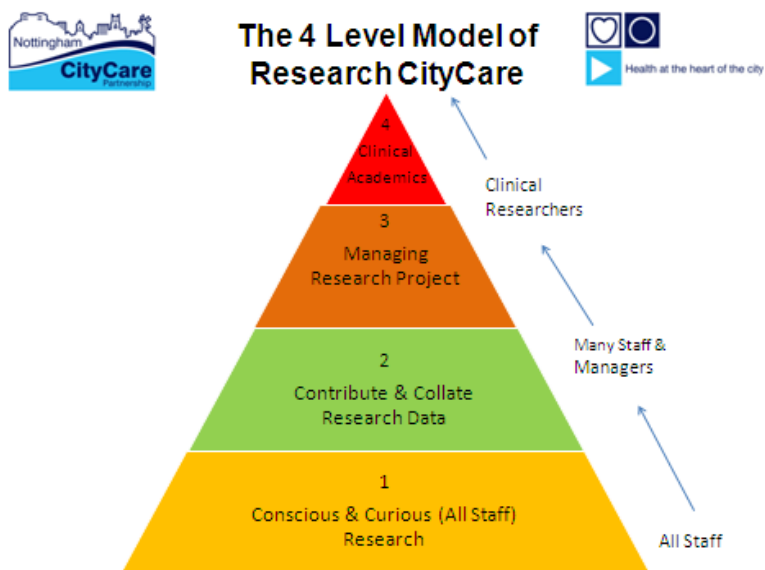 Nottingham
CityCare
Partnership
The 4 Level Model of
Research CityCare
Health at the heart of the city
4
Clinical
Academics
Clinical
Researchers
3
Managing
Research Project
Many Staff &
Managers
2
Contribute & Collate
Research Data
1
Conscious & Curious (All Staff)
Research
All Staff